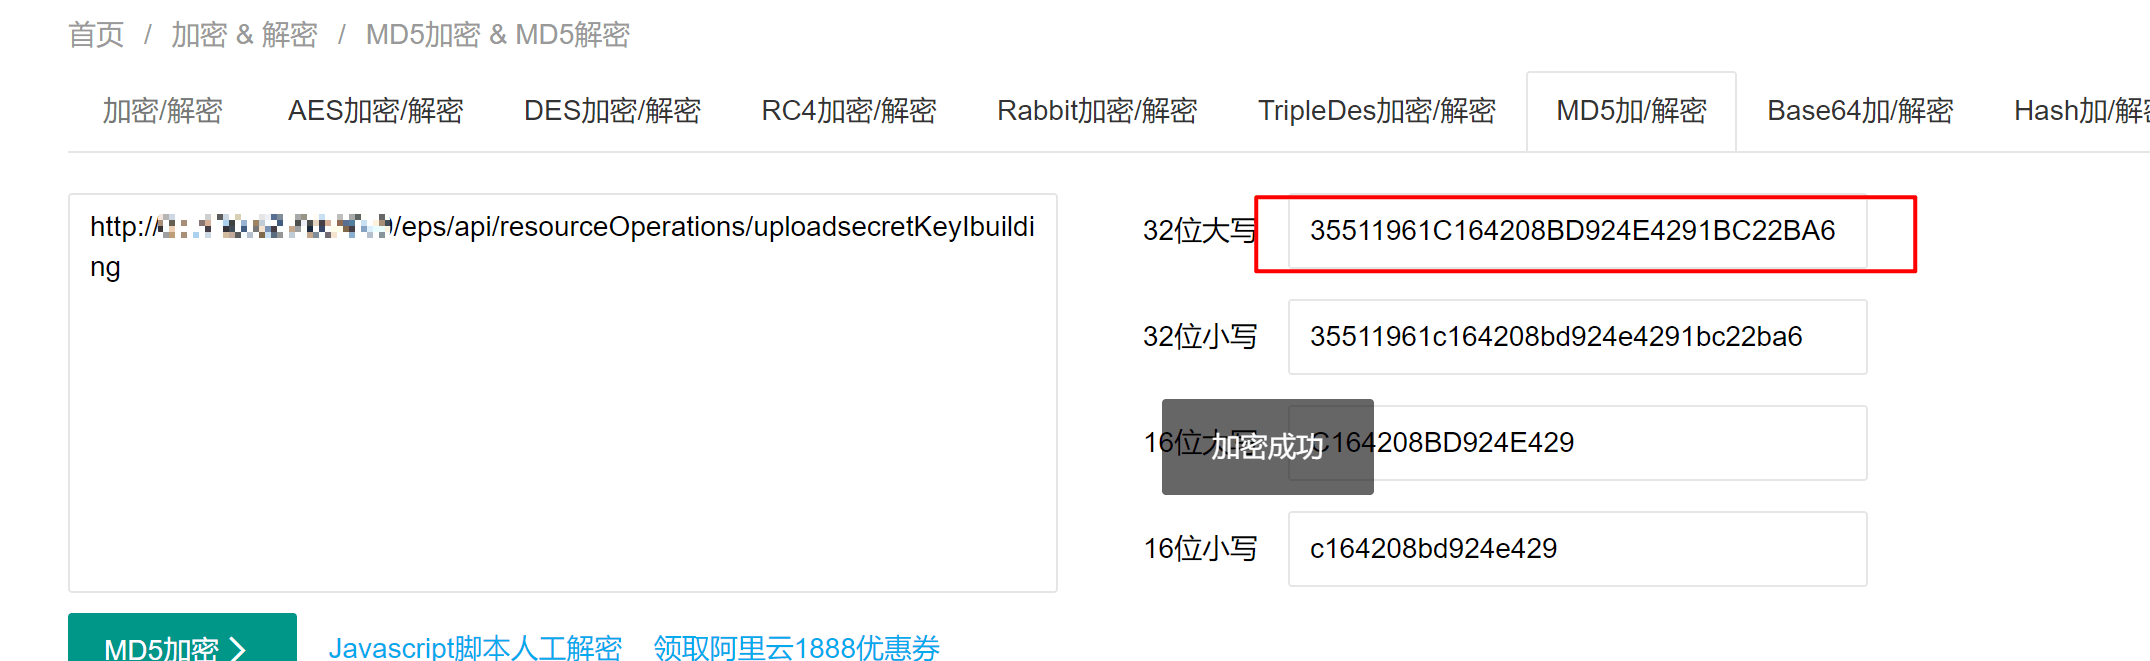 首页 / 加密 & 解密 / MD5加密 & MD5解密
加密/解密 AES加密/解密 DES加密/解密 RC4加密/解密 Rabbit加密/解密 TripleDes加密/解密 MD5加/解密 Base64加/解密 Hash加/解密
http:// /eps/api/resourceOperations/uploadsecretKeyIbuildi
ng
32位大写 35511961C164208BD924E4291BC22BA6
32位小写 35511961c164208bd924e4291bc22ba6
16位大写 C164208BD924E429
加密成功
16位小写 c164208bd924e429
MD5加密 Javascript脚本人工解密 领取阿里云1888优惠券